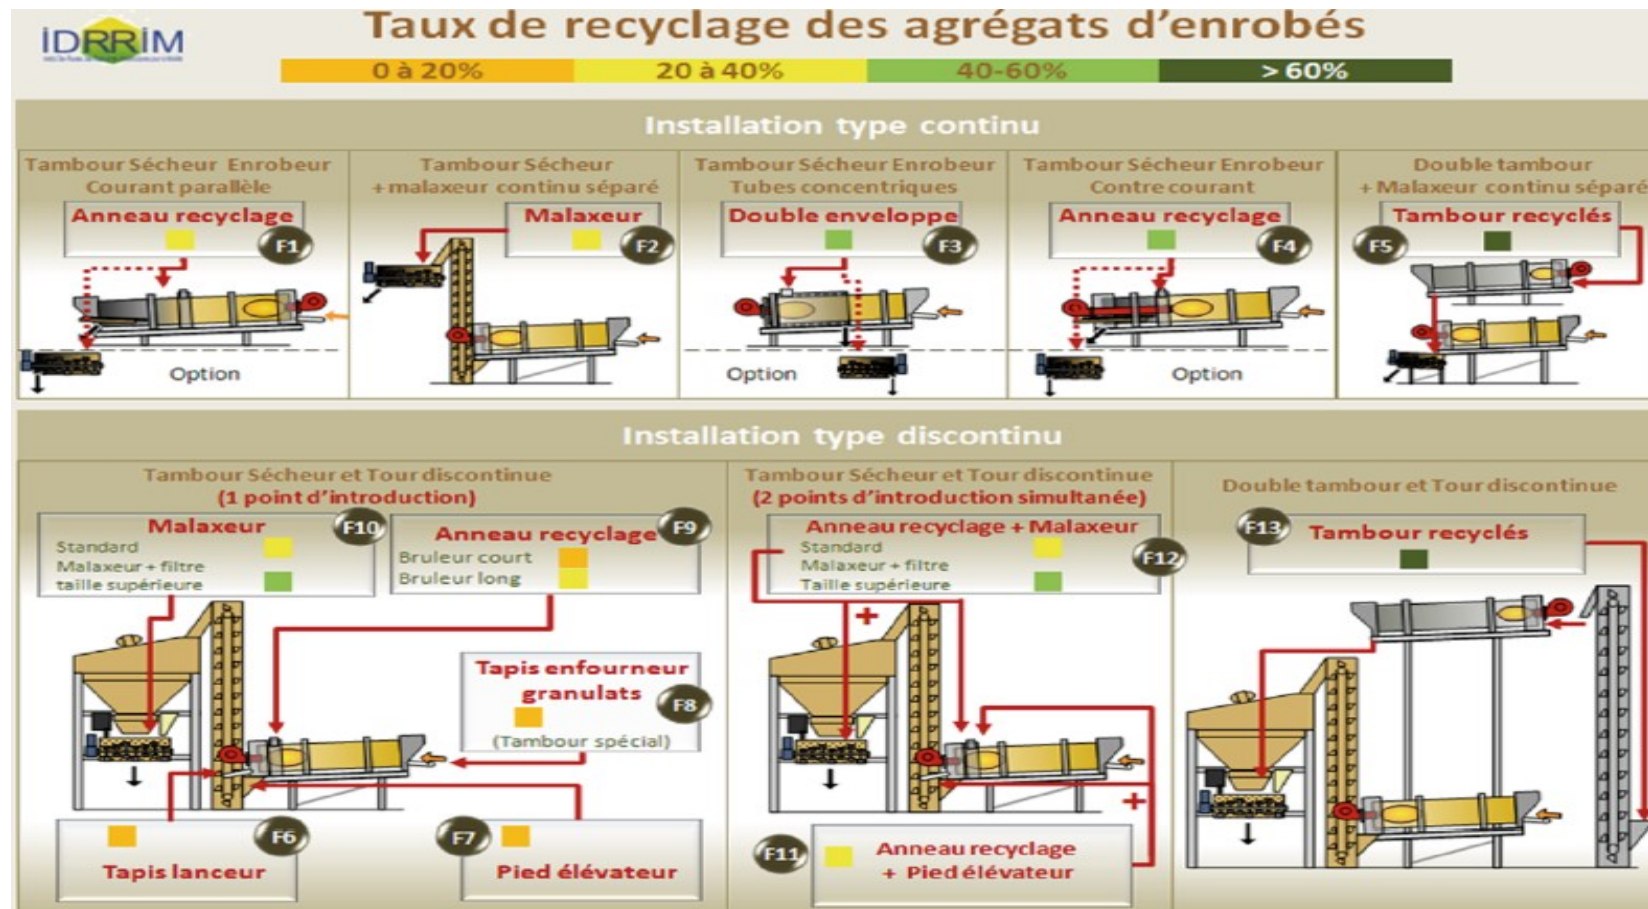 IDRRIM
Taux de recyclage des agrégats d'enrobés
0 à 20%
20 à 40%
40-60%
> 60%
Installation type continu
Tambour Sécheur Enrobeur
Courant parallèle
Anneau recyclage
F1
Option
Tambour Sécheur
+ malaxeur continu séparé
Malaxeur
F2
Tambour Sécheur Enrobeur
Tubes concentriques
Double enveloppe
F3
Option
Tambour Sécheur Enrobeur
Contre courant
Anneau recyclage
F4
Option
Double tambour
+ Malaxeur continu séparé
Tambour recyclés
F5
Installation type discontinu
Tambour Sécheur et Tour discontinue
(1 point d'introduction)
Malaxeur
F10
Standard
Malaxeur + filtre
taille supérieure
Anneau recyclage
F9
Bruleur court
Bruleur long
Tapis enfourneur
granulats
F8
(Tambour spécial)
F6
Tapis lanceur
F7
Pied élévateur
Tambour Sécheur et Tour discontinue
(2 points d'introduction simultanée)
Anneau recyclage + Malaxeur
Standard
Malaxeur + filtre
Taille supérieure
F12
+
+
F11
Anneau recyclage
+ Pied élévateur
Double tambour et Tour discontinue
F13
Tambour recyclés